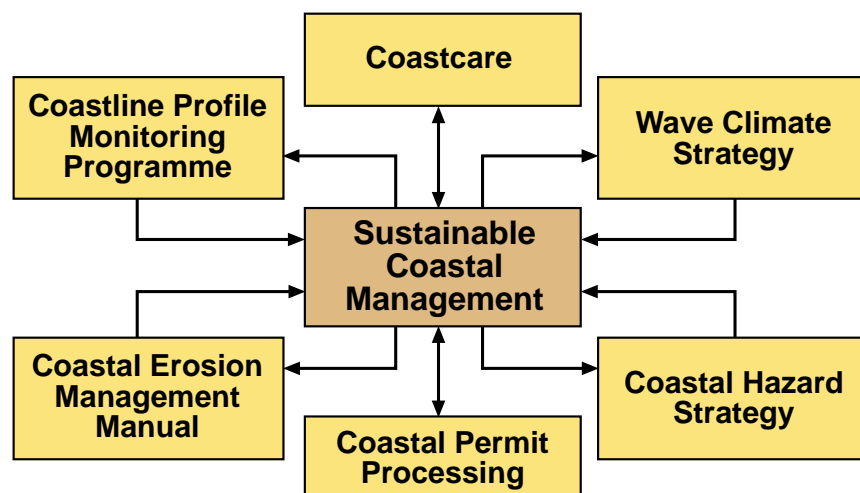 Coastcare
Coastline Profile
Monitoring
Programme
Wave Climate
Strategy
Sustainable
Coastal
Management
Coastal Erosion
Management
Manual
Coastal Hazard
Strategy
Coastal Permit
Processing